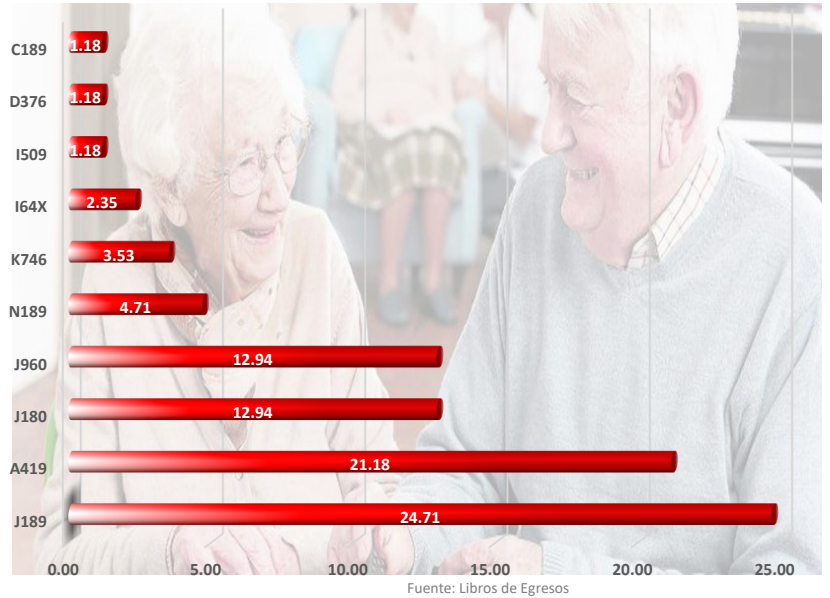 C189 1.18
D376 1.18
I509 1.18
I64X 2.35
K746 3.53
N189 4.71
J960 12.94
J180 12.94
A419 21.18
J189 24.71
0.00 5.00 10.00 15.00 20.00 25.00
Fuente: Libros de Egresos